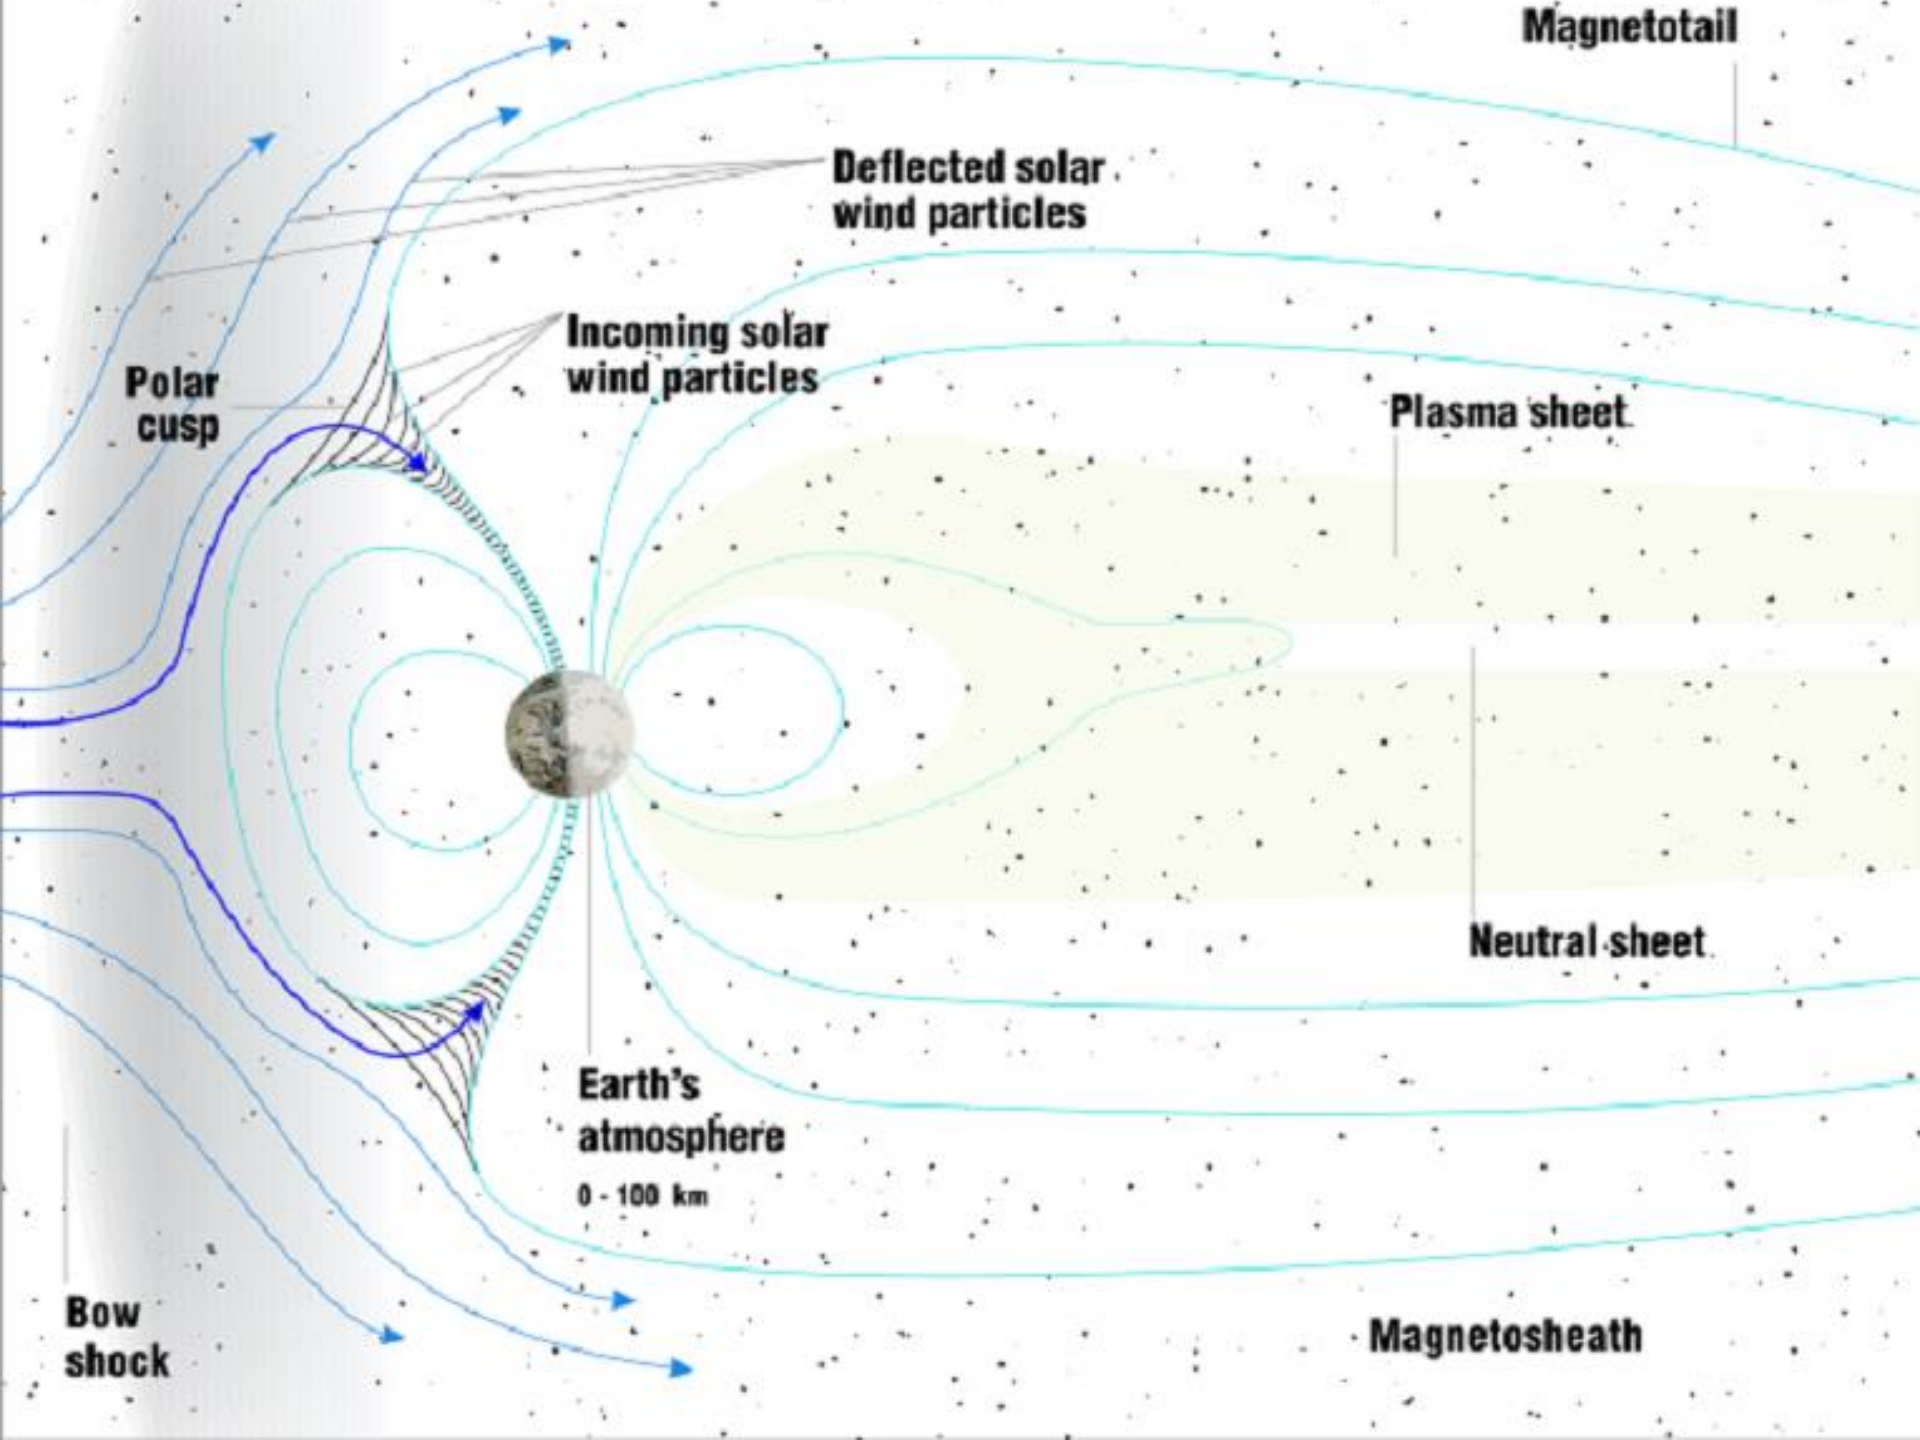 Magnetotail
Deflected solar
wind particles
Incoming solar
wind particles
Polar
cusp
Plasma sheet
Neutral sheet
Earth's
atmosphere
0 - 100 km
Bow
shock
Magnetosheath